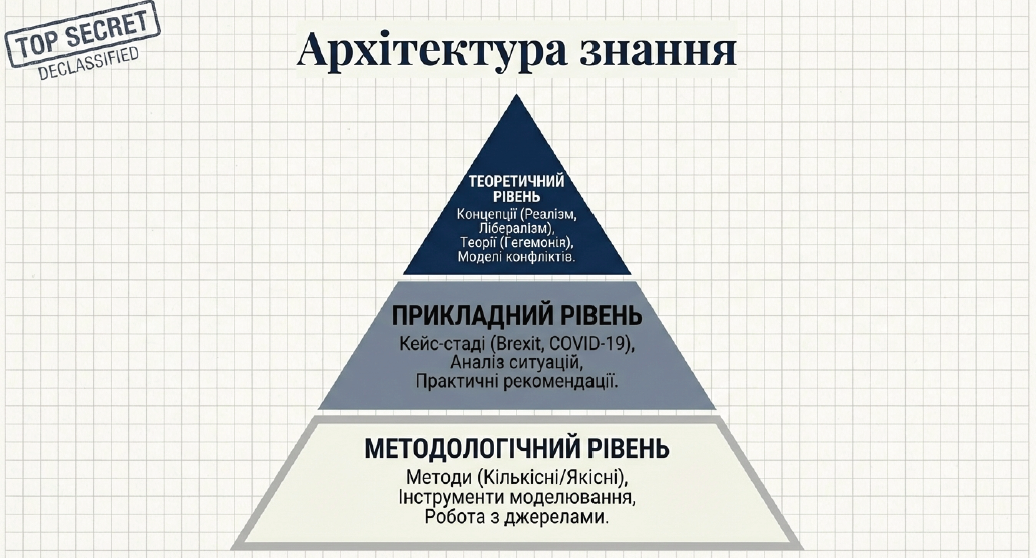 TOP SECRET
DECLASSIFIED
Архітектура знання
ТЕОРЕТИЧНИЙ
РІВЕНЬ
Концепції (Реалізм,
Лібералізм),
Теорії (Гегемонія),
Моделі конфліктів.
ПРИКЛАДНИЙ РІВЕНЬ
Кейс-стаді (Brexit, COVID-19),
Аналіз ситуацій,
Практичні рекомендації.
МЕТОДОЛОГІЧНИЙ РІВЕНЬ
Методи (Кількісні/Якісні),
Інструменти моделювання,
Робота з джерелами.